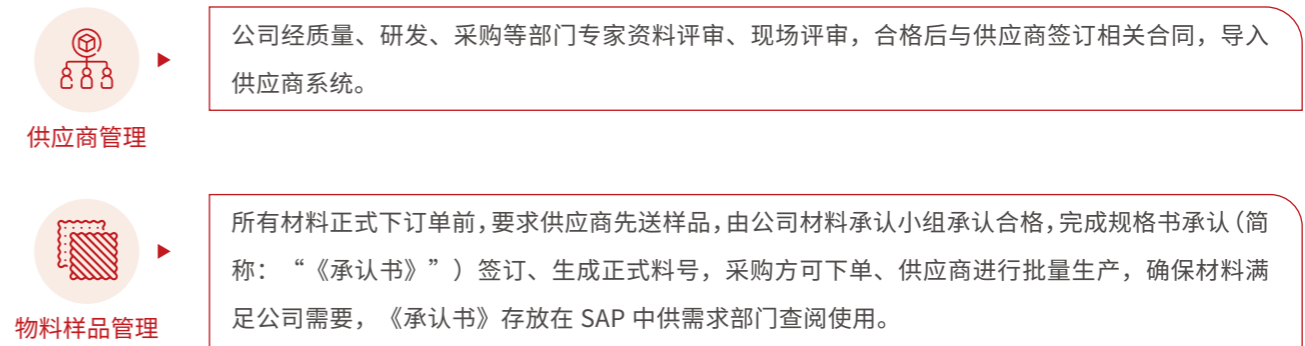 公司经质量、研发、采购等部门专家资料评审、现场评审，合格后与供应商签订相关合同，导入
供应商系统。
供应商管理
所有材料正式下订单前，要求供应商先送样品，由公司材料承认小组承认合格，完成规格书承认（简
称：“《承认书》”）签订、生成正式料号，采购方可下单、供应商进行批量生产，确保材料满
足公司需要，《承认书》存放在 SAP 中供需求部门查阅使用。
物料样品管理